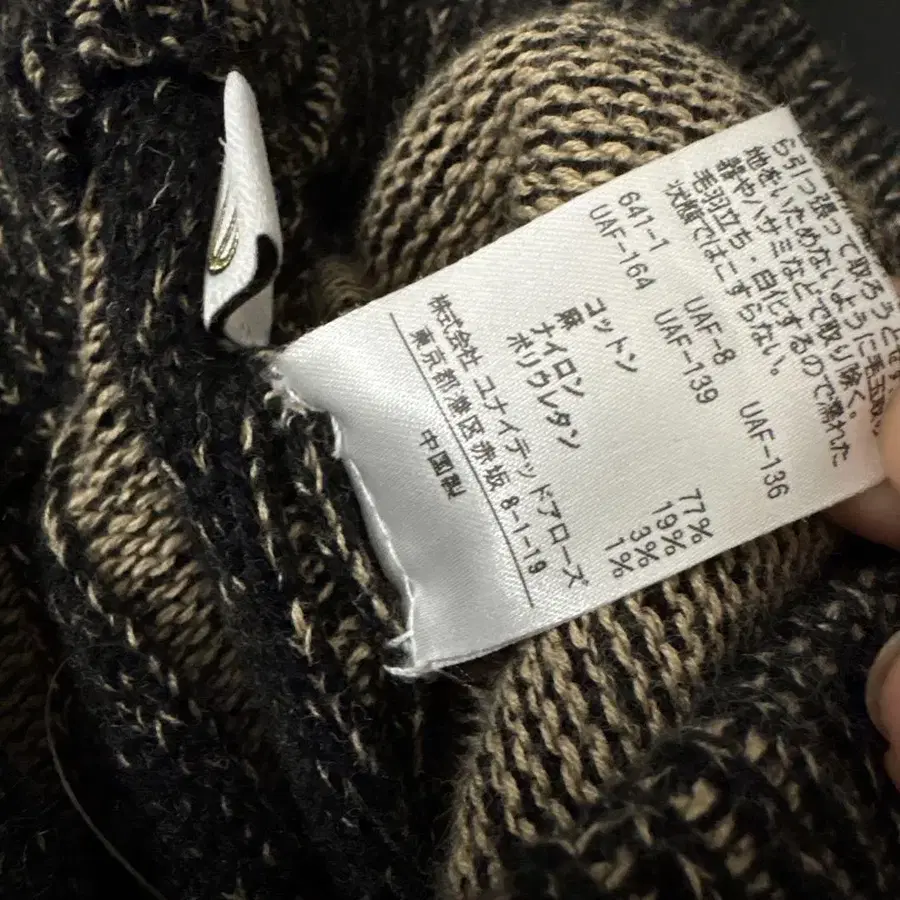 ら引っ張って取ろうとせず、
地をいためないように毛玉取り
器やハサミなどで取り除く。
毛羽立ち・白化するので濡れた
状態ではこすらない。
641-1 UAF-8 UAF-136
UAF-164 UAF-139
コットン 77%
麻 19%
ナイロン 3%
ポリウレタン 1%
株式会社 ユナイテッドアローズ
東京都港区赤坂 8-1-19
中国製